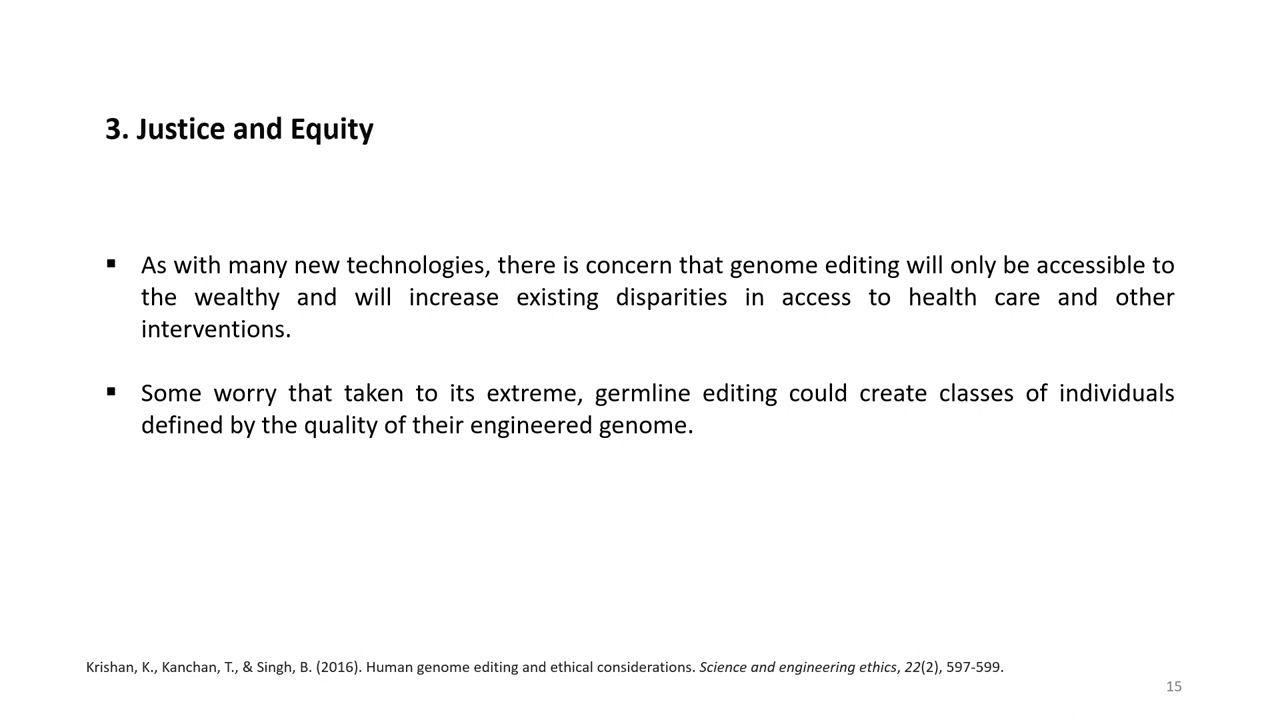 3. Justice and Equity
▪ As with many new technologies, there is concern that genome editing will only be accessible to
the wealthy and will increase existing disparities in access to health care and other
interventions.
▪ Some worry that taken to its extreme, germline editing could create classes of individuals
defined by the quality of their engineered genome.
Krishan, K., Kanchan, T., & Singh, B. (2016). Human genome editing and ethical considerations. Science and engineering ethics, 22(2), 597-599.
15